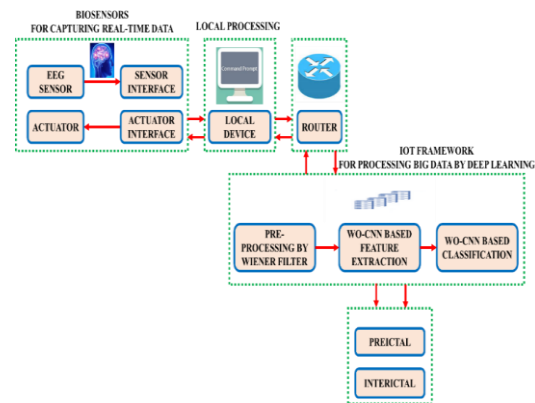 BIOSENSORS
FOR CAPTURING REAL-TIME DATA
LOCAL PROCESSING
EEG
SENSOR
SENSOR
INTERFACE
Command Prompt
ACTUATOR
ACTUATOR
INTERFACE
LOCAL
DEVICE
ROUTER
IOT FRAMEWORK
FOR PROCESSING BIG DATA BY DEEP LEARNING
PRE-
PROCESSING BY
WIENER FILTER
WO-CNN BASED
FEATURE
EXTRACTION
WO-CNN BASED
CLASSIFICATION
PREICTAL
INTERICTAL